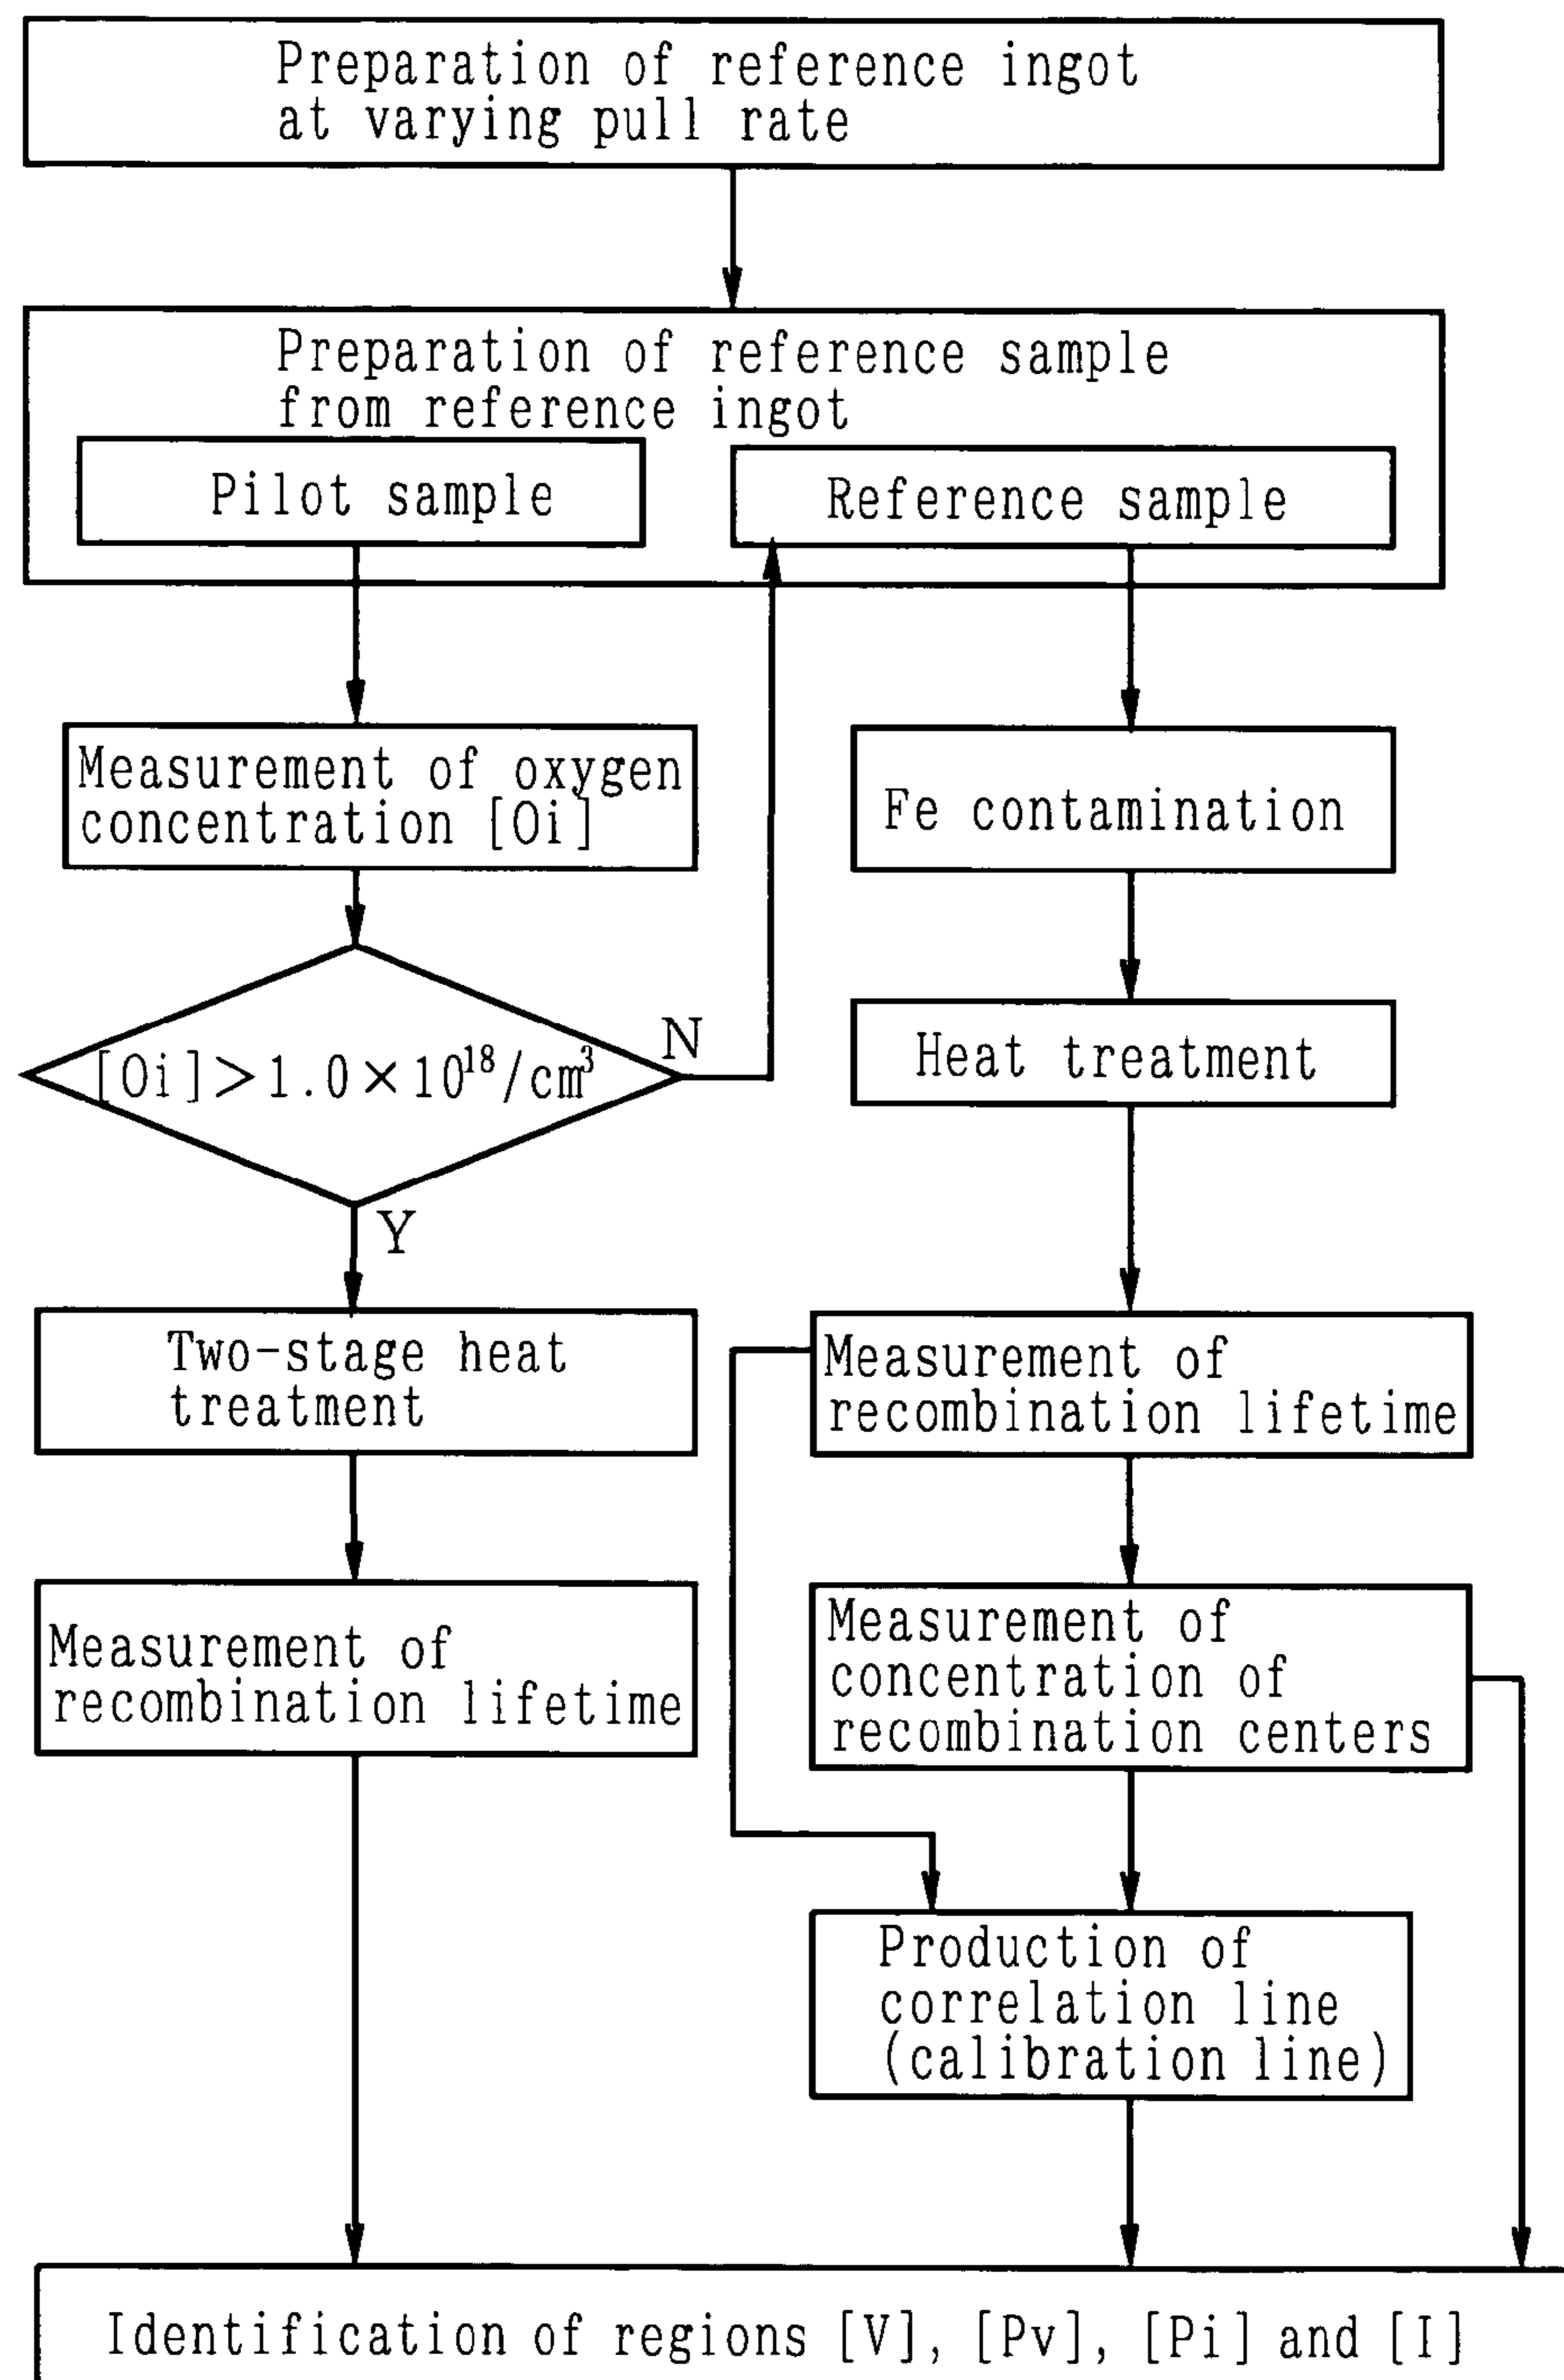 Preparation of reference ingot
at varying pull rate
Preparation of reference sample
from reference ingot
Pilot sample
Reference sample
Measurement of oxygen
concentration [Oi]
Fe contamination
[Oi]>1.0×10¹⁸/cm³
N
Y
Heat treatment
Two-stage heat
treatment
Measurement of
recombination lifetime
Measurement of
recombination lifetime
Measurement of
concentration of
recombination centers
Production of
correlation line
(calibration line)
Identification of regions [V], [Pv], [Pi] and [I]